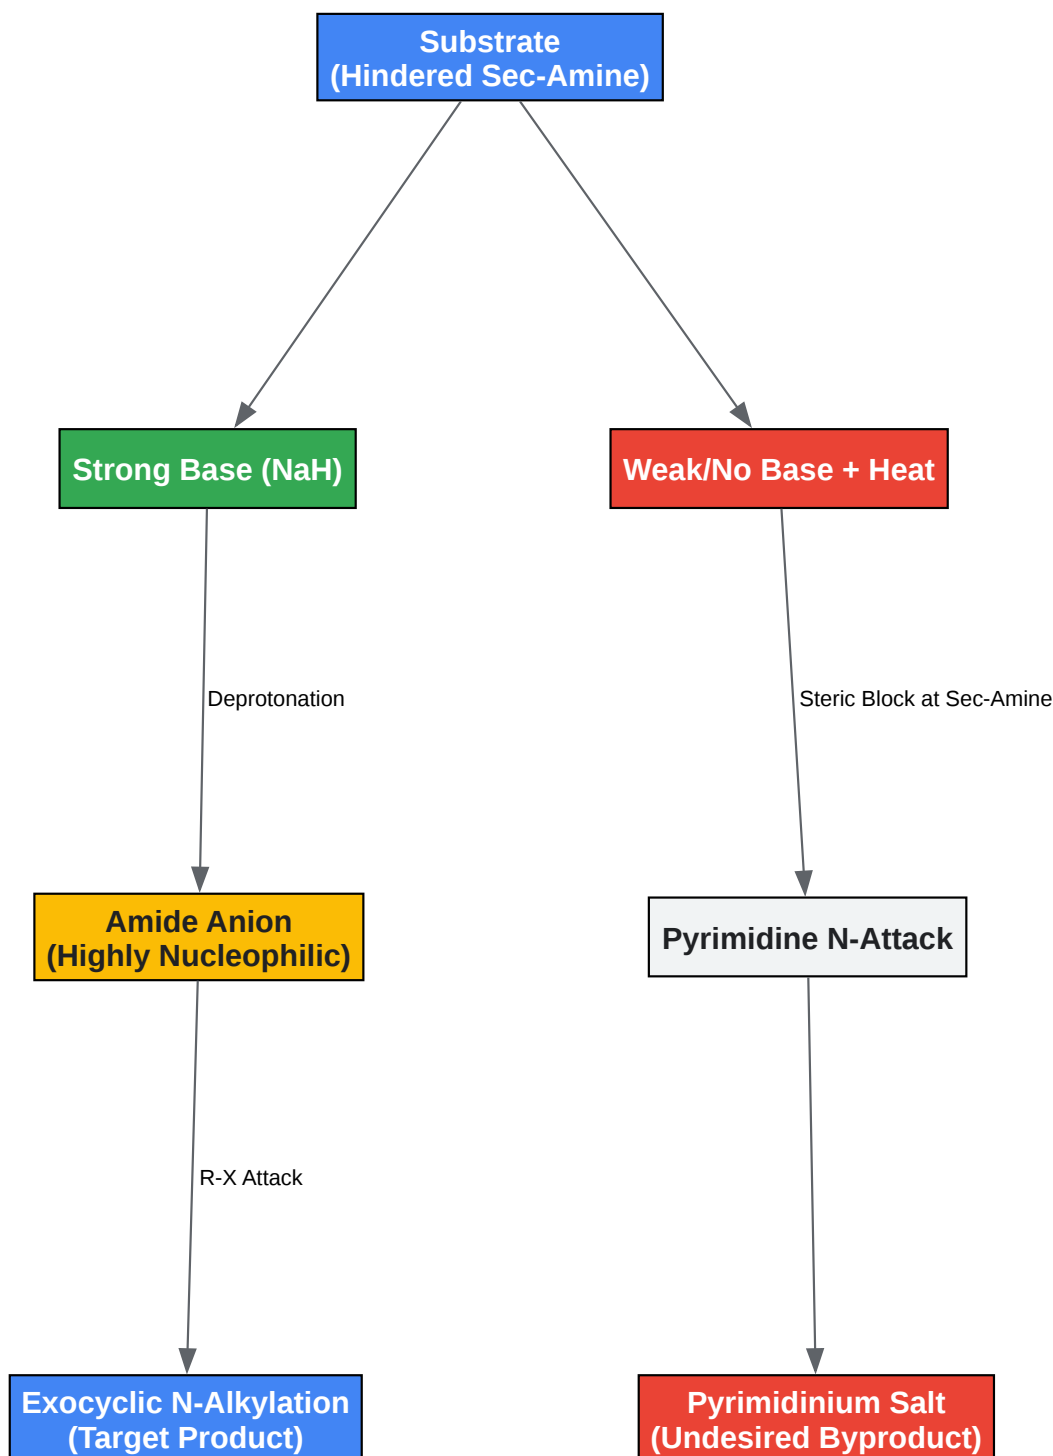 Substrate
(Hindered Sec-Amine)
Strong Base (NaH)
Weak/No Base + Heat
Deprotonation
Steric Block at Sec-Amine
Amide Anion
(Highly Nucleophilic)
Pyrimidine N-Attack
R-X Attack
Exocyclic N-Alkylation
(Target Product)
Pyrimidinium Salt
(Undesired Byproduct)